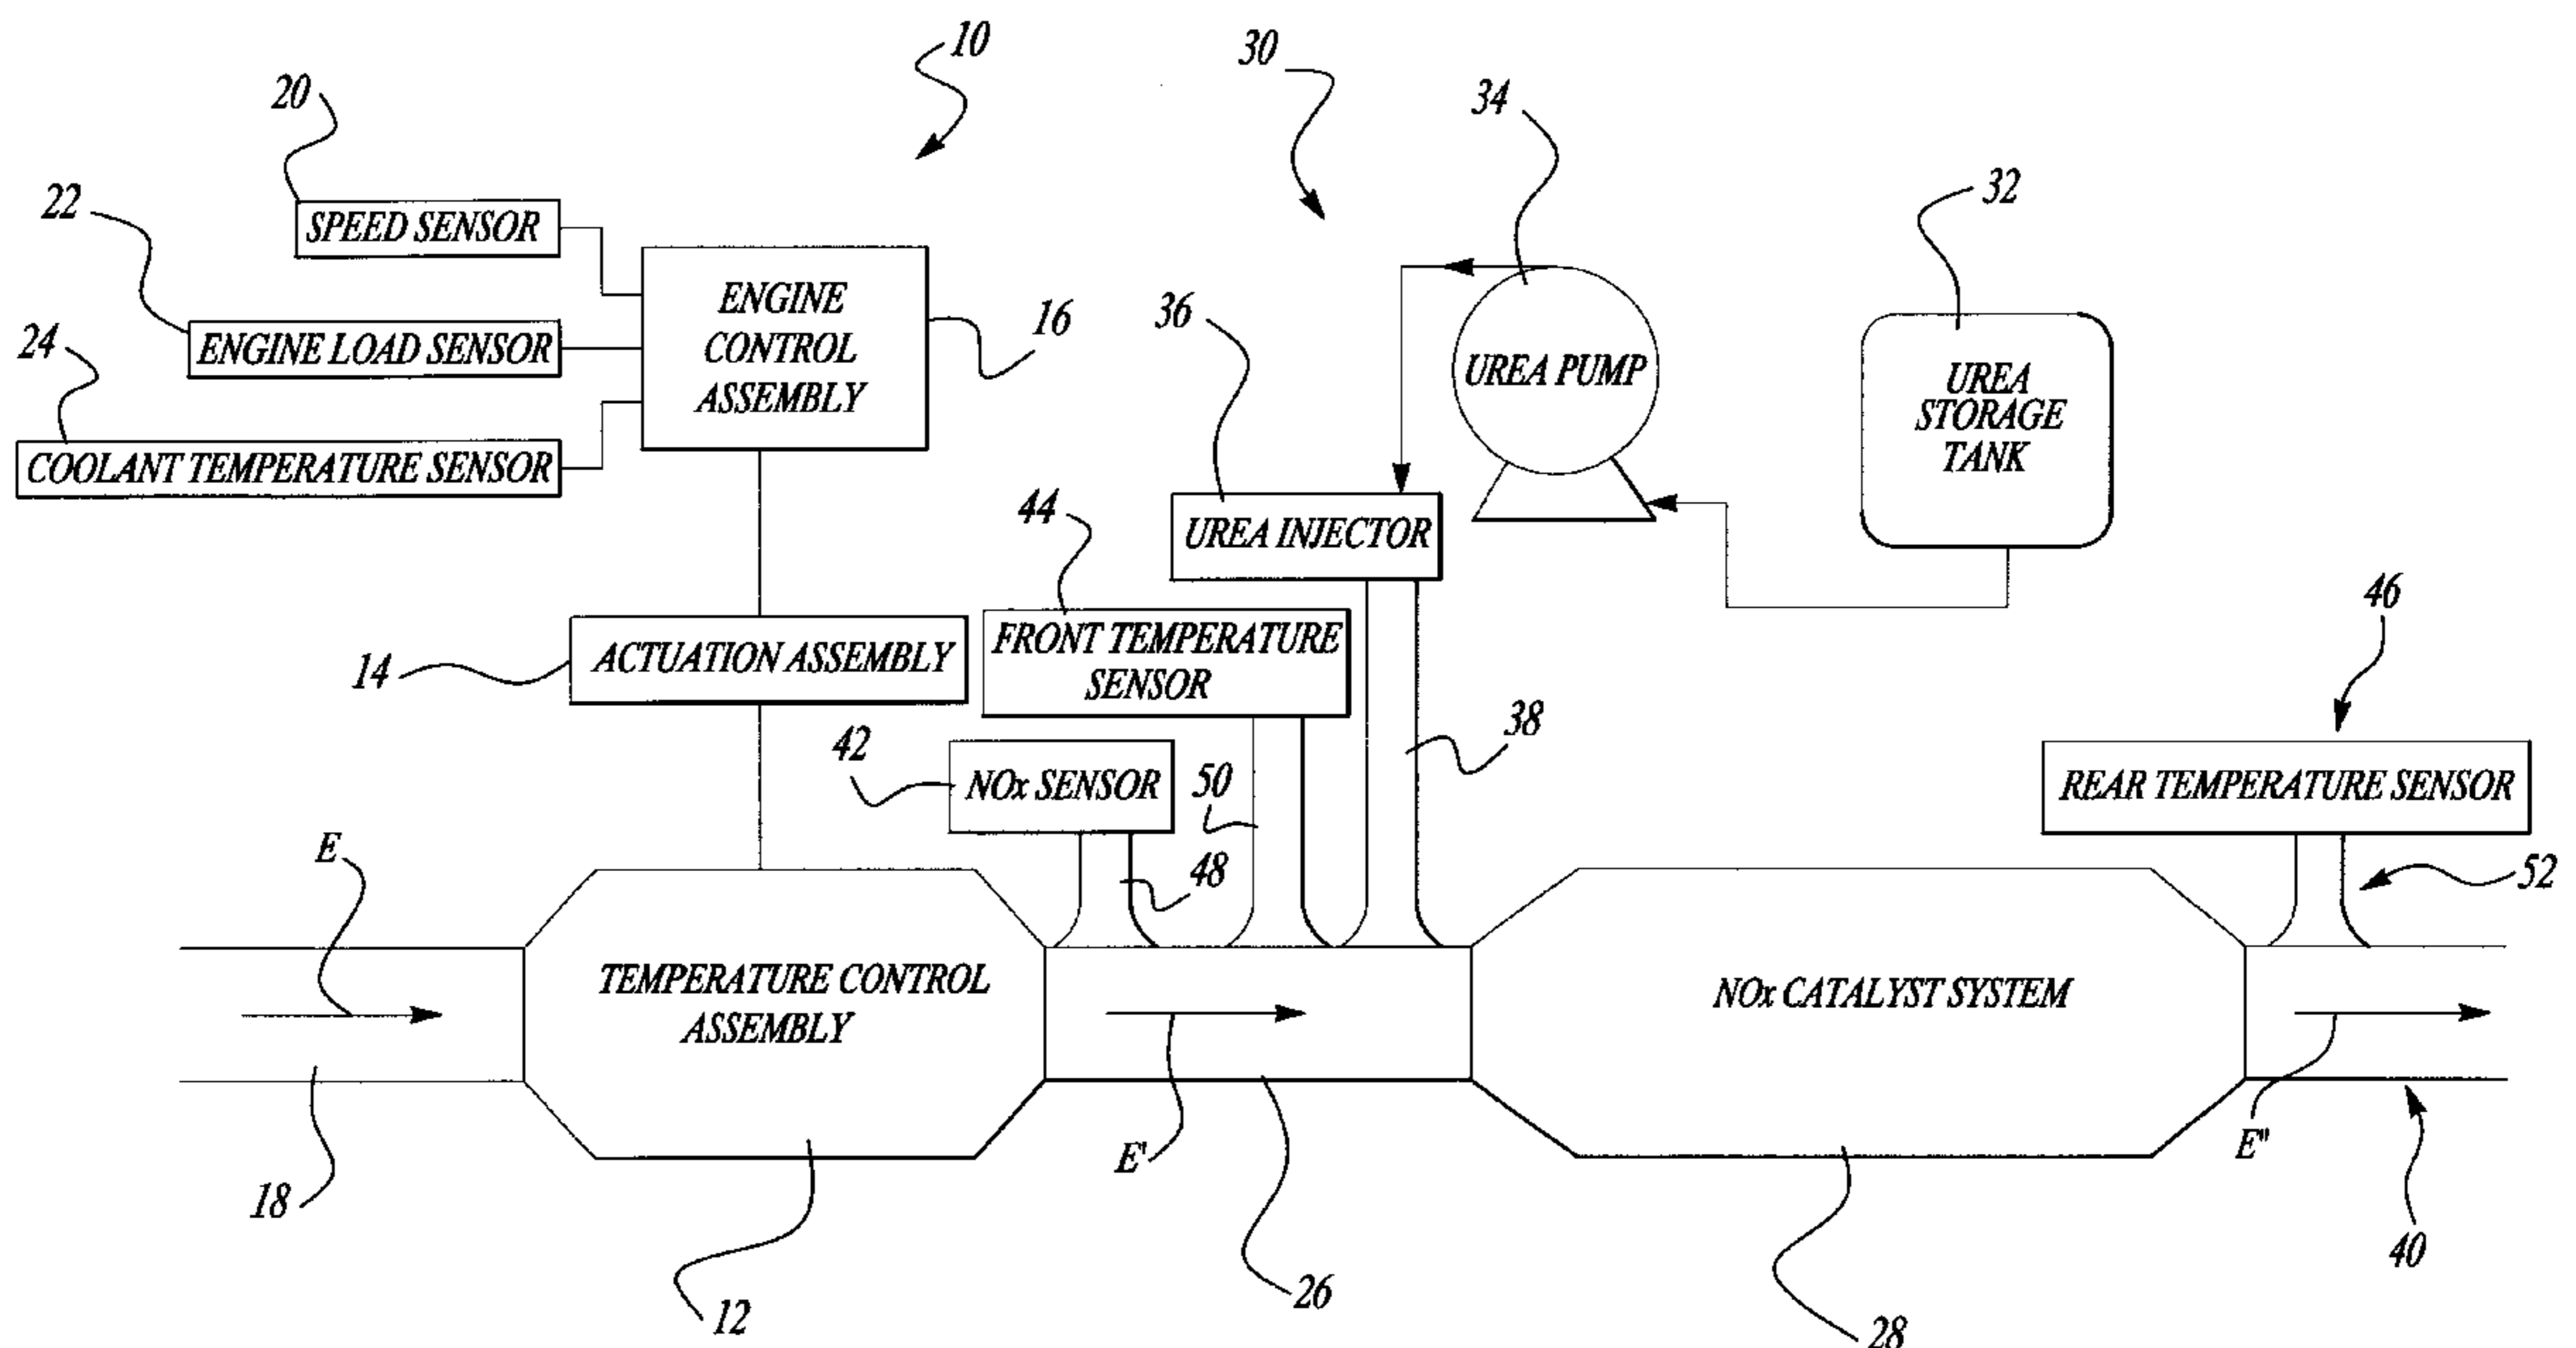 10
30
20
34
32
22
SPEED SENSOR
ENGINE
CONTROL
ASSEMBLY
16
36
24
ENGINE LOAD SENSOR
UREA PUMP
UREA
STORAGE
TANK
COOLANT TEMPERATURE SENSOR
44
UREA INJECTOR
46
14
ACTUATION ASSEMBLY
FRONT TEMPERATURE
SENSOR
38
42
NOx SENSOR
50
REAR TEMPERATURE SENSOR
E
48
52
TEMPERATURE CONTROL
ASSEMBLY
NOx CATALYST SYSTEM
E'
E"
18
40
12
26
28